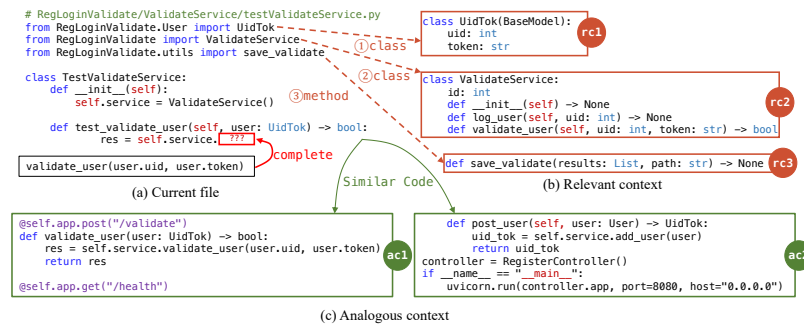 # RegLoginValidate/ValidateService/testValidateService.py
from RegLoginValidate.User import UidTok
from RegLoginValidate import ValidateService
from RegLoginValidate.utils import save_validate
class TestValidateService:
def __init__(self):
self.service = ValidateService()
def test_validate_user(self, user: UidTok) -> bool:
res = self.service. ???
validate_user(user.uid, user.token)
complete
(a) Current file
①class
②class
③method
class UidTok(BaseModel):
uid: int
token: str
rc1
class ValidateService:
id: int
def __init__(self) -> None
def log_user(self, uid: int) -> None
def validate_user(self, uid: int, token: str) -> bool
rc2
def save_validate(results: List, path: str) -> None
rc3
(b) Relevant context
Similar Code
@self.app.post("/validate")
def validate_user(user: UidTok) -> bool:
res = self.service.validate_user(user.uid, user.token)
return res
@self.app.get("/health")
ac1
def post_user(self, user: User) -> UidTok:
uid_tok = self.service.add_user(user)
return uid_tok
controller = RegisterController()
if __name__ == "__main__":
uvicorn.run(controller.app, port=8080, host="0.0.0.0")
ac2
(c) Analogous context